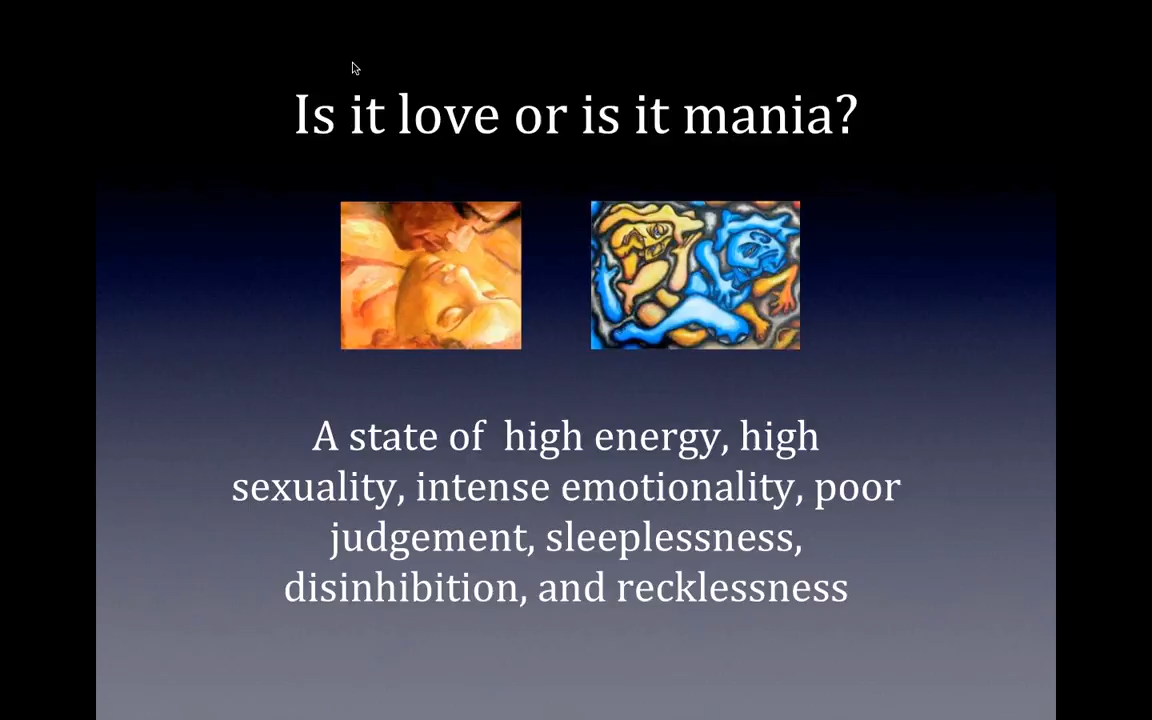 Is it love or is it mania?
A state of  high energy, high
sexuality, intense emotionality, poor
judgement, sleeplessness,
disinhibition, and recklessness